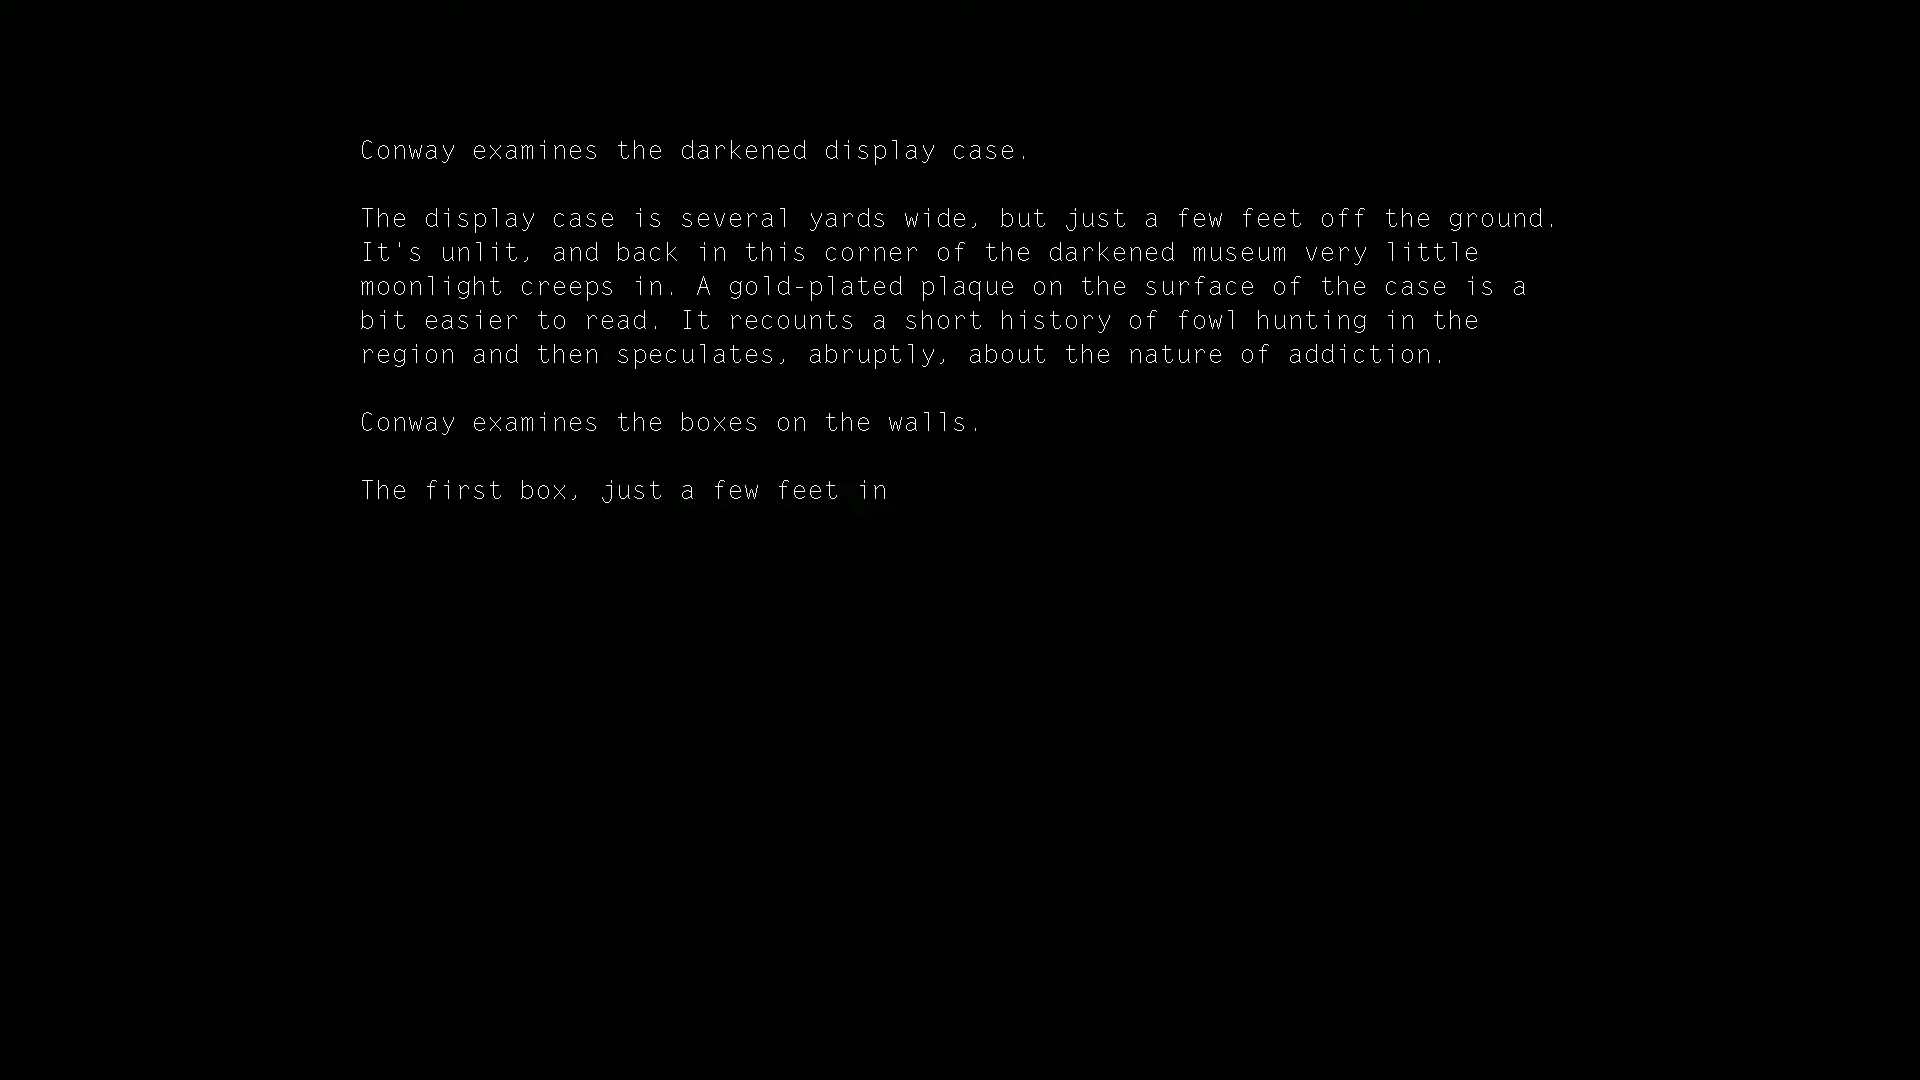 Conway examines the darkened display case.
The display case is several yards wide, but just a few feet off the ground.
It's unlit, and back in this corner of the darkened museum very little
moonlight creeps in. A gold-plated plaque on the surface of the case is a
bit easier to read. It recounts a short history of fowl hunting in the
region and then speculates, abruptly, about the nature of addiction.
Conway examines the boxes on the walls.
The first box, just a few feet in